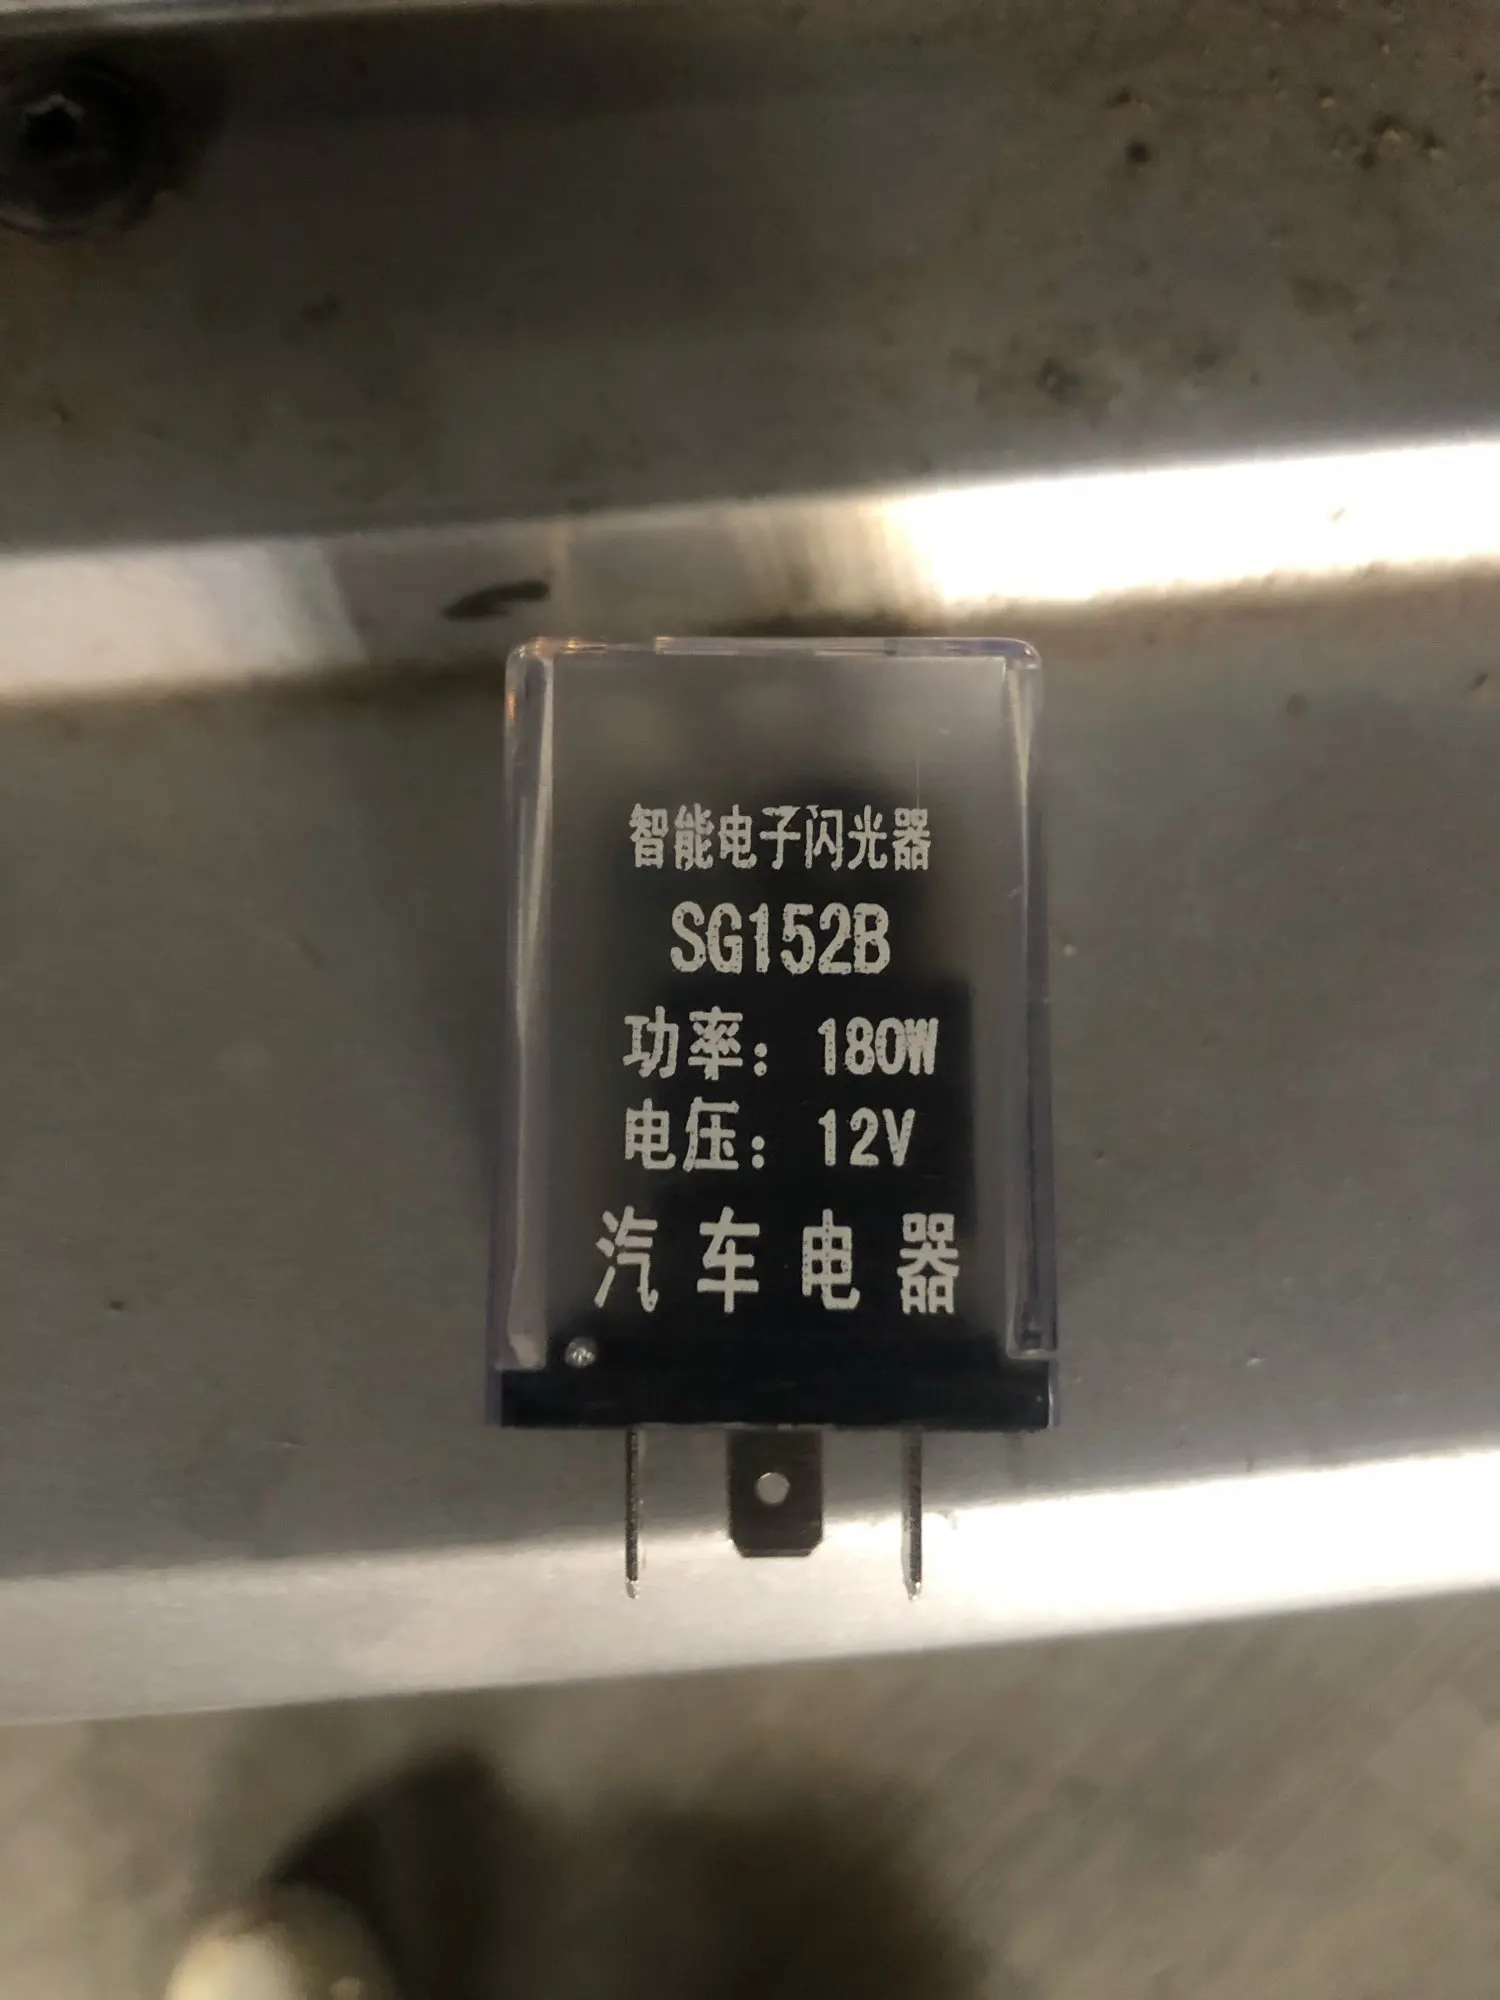 智能电子闪光器
SG152B
功率：180W
电压：12V
汽车电器